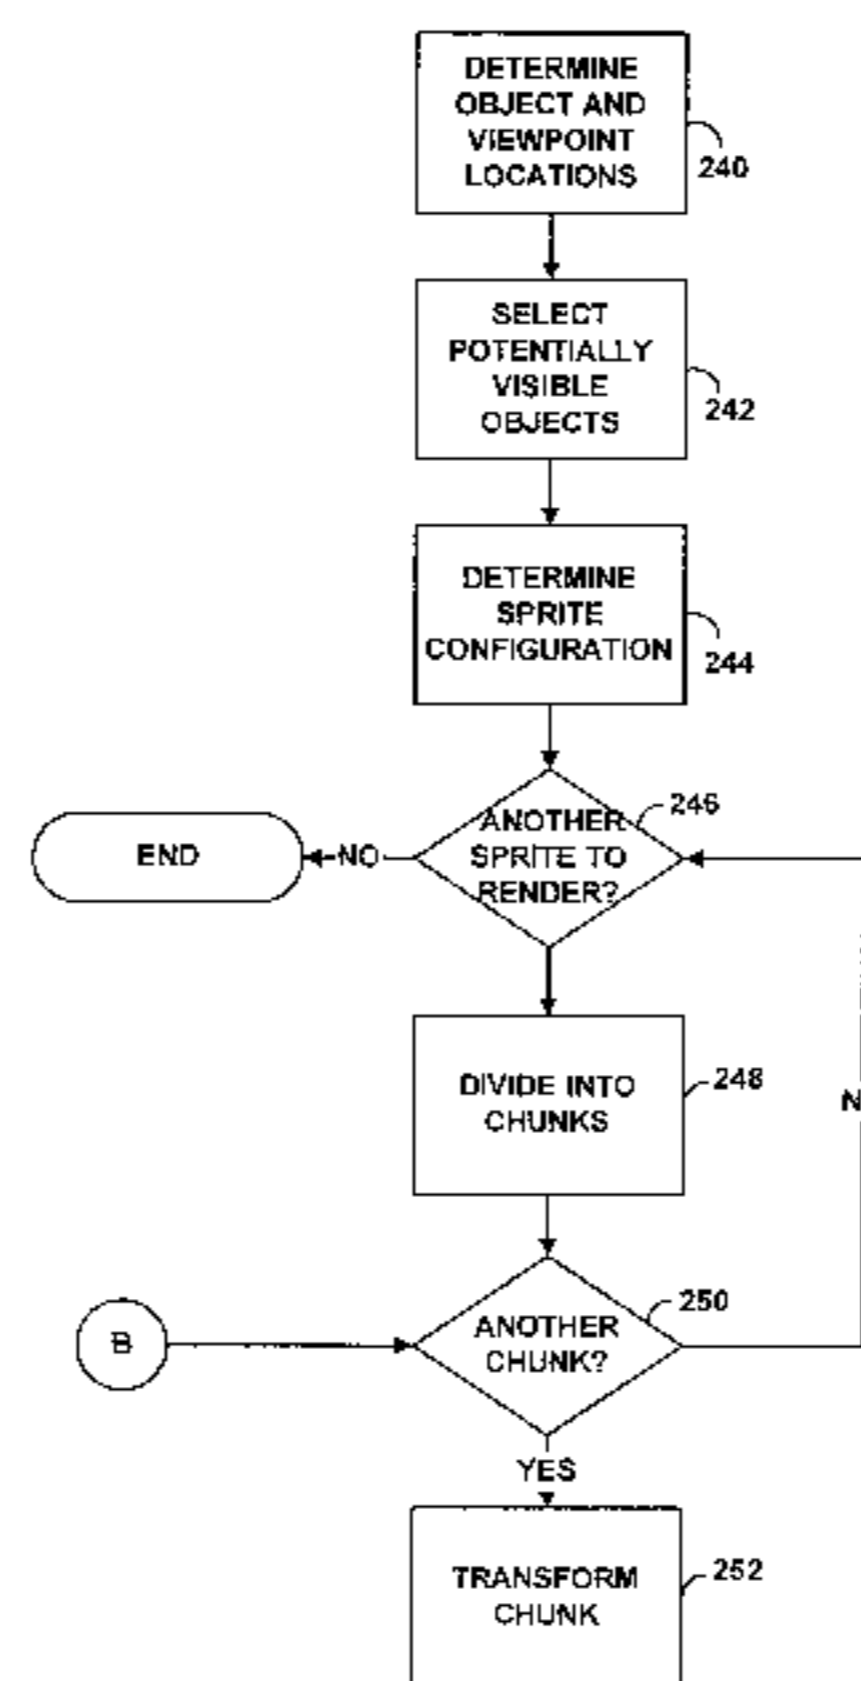 DETERMINE
OBJECT AND
VIEWPOINT
LOCATIONS
240
SELECT
POTENTIALLY
VISIBLE
OBJECTS
242
DETERMINE
SPRITE
CONFIGURATION
244
246
ANOTHER
SPRITE TO
RENDER?
NO
END
DIVIDE INTO
CHUNKS
248
N
250
ANOTHER
CHUNK?
B
YES
TRANSFORM
CHUNK
252